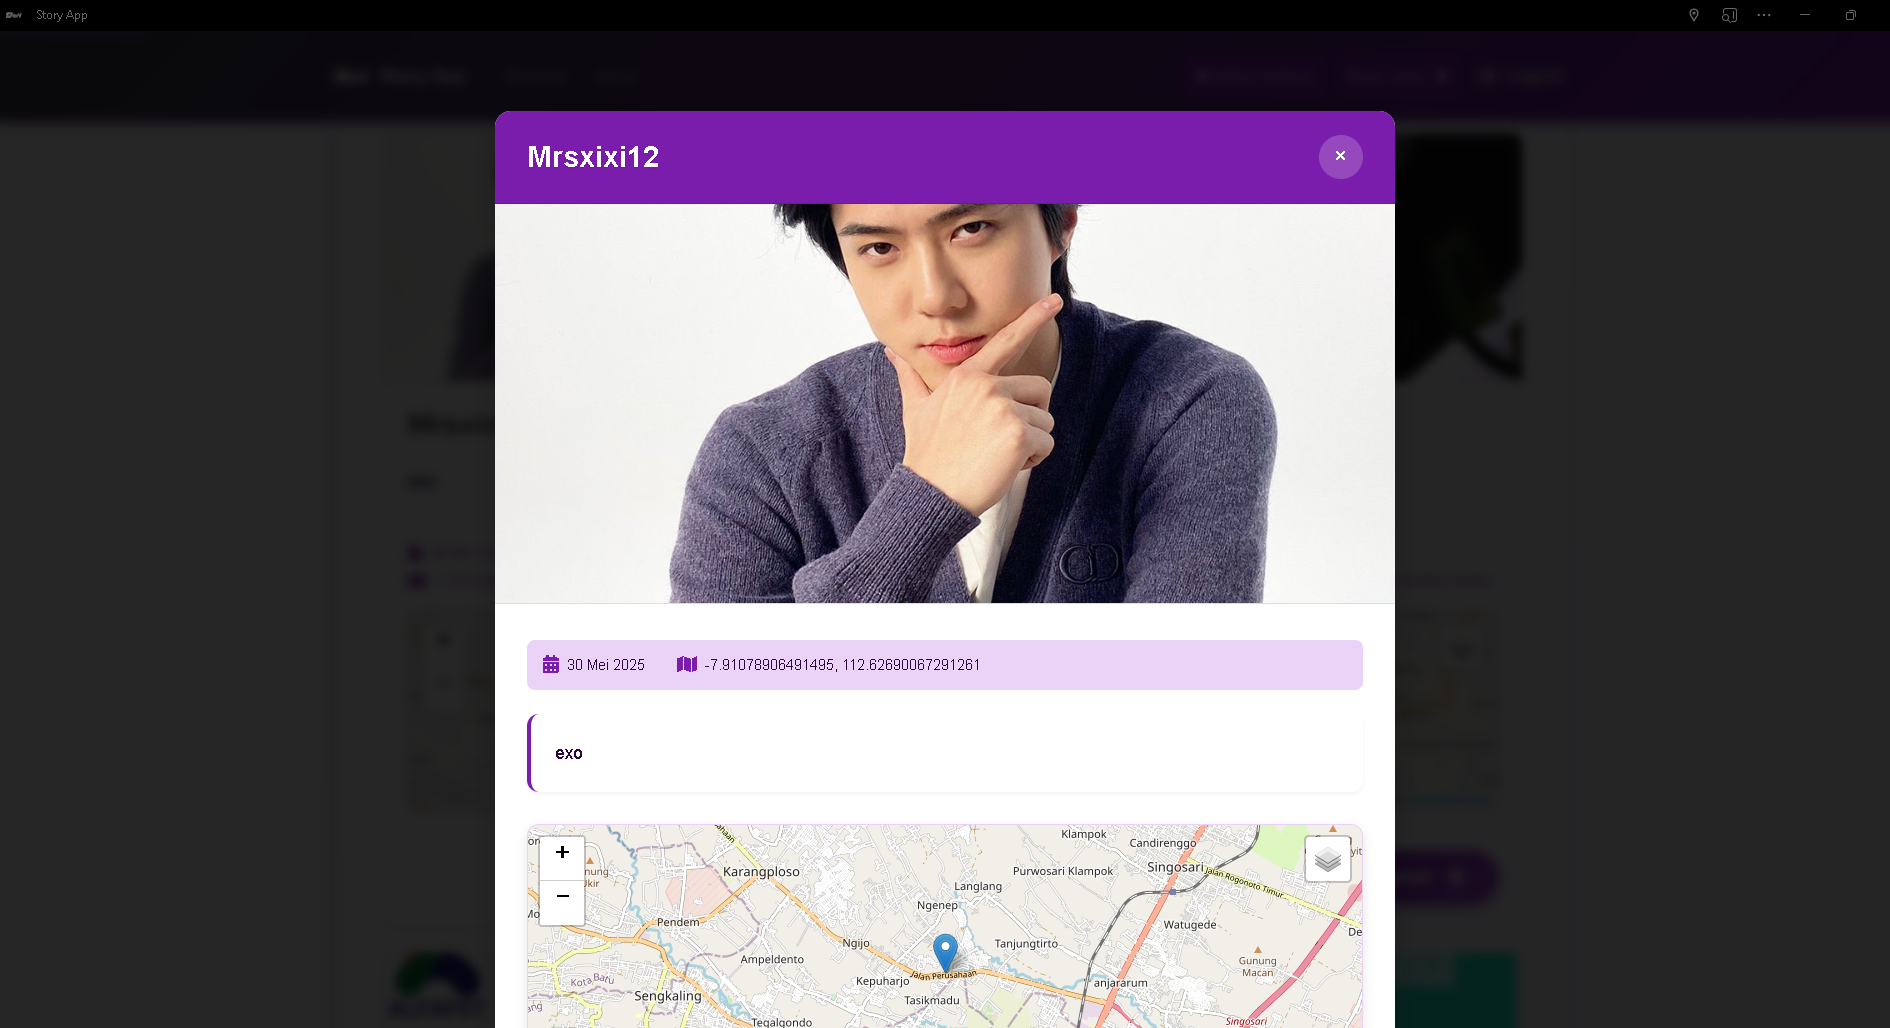 Story App
Mrsxixi12
×
30 Mei 2025
-7.91078906491495, 112.62690067291261
exo
+
−
Klampok
Candirenggo
Singosari
Karangploso
Purwosari Klampok
Jalan Rogonoto Timur
Langlang
Ngenep
Pendem
Watugede
Ngijo
Tanjungtirto
Ampeldento
Gunung
Macan
Jalan Perusahaan
Kota Batu
Kepuharjo
anjararum
Sengkaling
Tasikmadu
Tegalgondo
Singosari